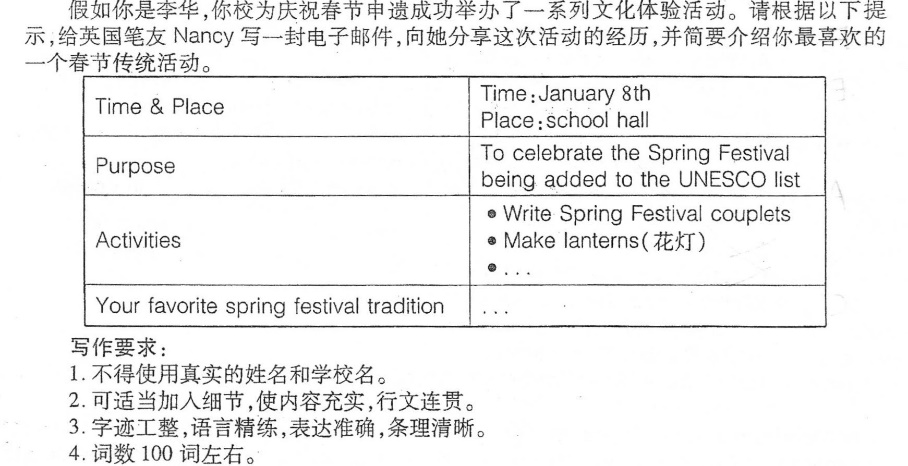 假如你是李华,你校为庆祝春节申遗成功举办了一系列文化体验活动。请根据以下提
示,给英国笔友 Nancy 写一封电子邮件,向她分享这次活动的经历,并简要介绍你最喜欢的
一个春节传统活动。
Time & Place
Time:January 8th
Place:school hall
Purpose
To celebrate the Spring Festival
being added to the UNESCO list
Activities
● Write Spring Festival couplets
● Make lanterns(花灯)
● ...
Your favorite spring festival tradition
...
写作要求:
1. 不得使用真实的姓名和学校名。
2. 可适当加入细节,使内容充实,行文连贯。
3. 字迹工整,语言精练,表达准确,条理清晰。
4. 词数 100 词左右。